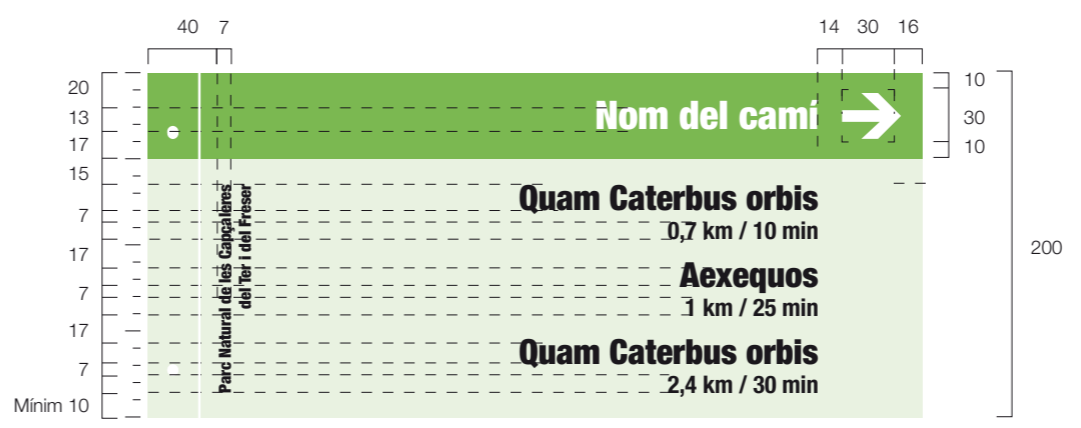 40 7 14 30 16
20
13
17
15
7
17
7
17
7
Mínim 10
Nom del camí
Parc Natural de les Capçaleres
del Ter i del Freser
Quam Caterbus orbis
0,7 km / 10 min
Aexequos
1 km / 25 min
Quam Caterbus orbis
2,4 km / 30 min
10
30
10
200